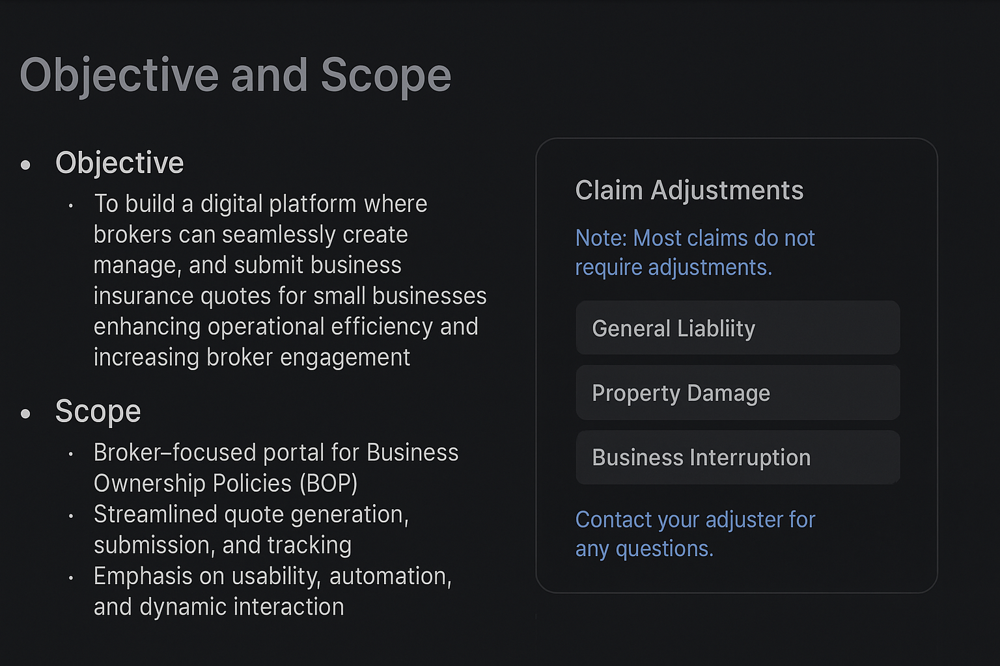 Objective and Scope
• Objective
· To build a digital platform where
brokers can seamlessly create
manage, and submit business
insurance quotes for small businesses
enhancing operational efficiency and
increasing broker engagement
• Scope
· Broker–focused portal for Business
Ownership Policies (BOP)
· Streamlined quote generation,
submission, and tracking
· Emphasis on usability, automation,
and dynamic interaction
Claim Adjustments
Note: Most claims do not
require adjustments.
General Liabliity
Property Damage
Business Interruption
Contact your adjuster for
any questions.